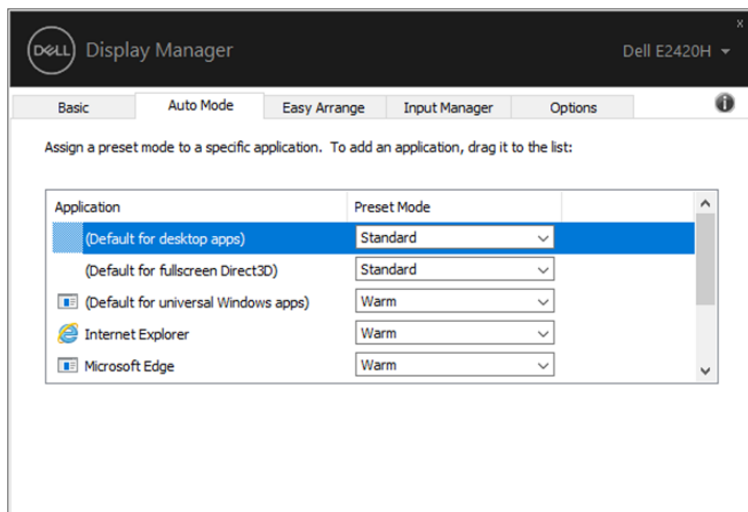 x
DELL Display Manager Dell E2420H
Basic Auto Mode Easy Arrange Input Manager Options
Assign a preset mode to a specific application. To add an application, drag it to the list:
Application Preset Mode
(Default for desktop apps) Standard
(Default for fullscreen Direct3D) Standard
(Default for universal Windows apps) Warm
Internet Explorer Warm
Microsoft Edge Warm